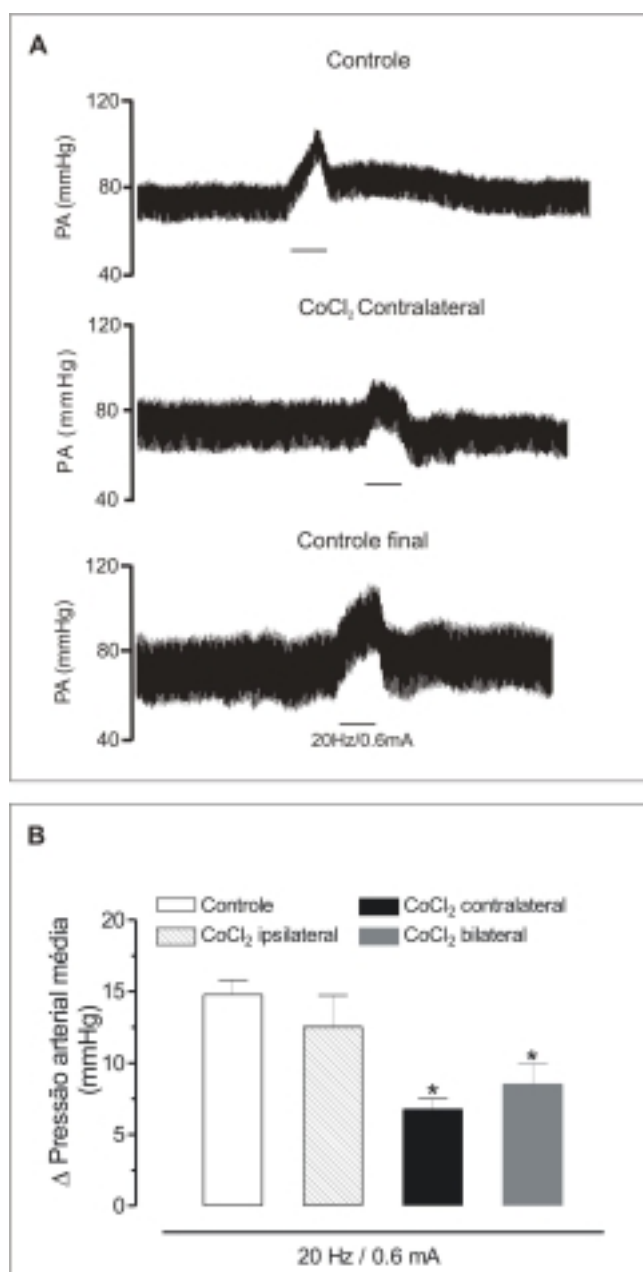 A
Controle
120
80
40
PA (mmHg)
CoCl₂ Contralateral
120
80
40
PA (mmHg)
Controle final
120
80
40
PA (mmHg)
20Hz/0.6mA
B
Controle
CoCl₂ contralateral
CoCl₂ ipsilateral
CoCl₂ bilateral
20
15
10
5
0
Δ Pressão arterial média
(mmHg)
*
*
20 Hz / 0.6 mA